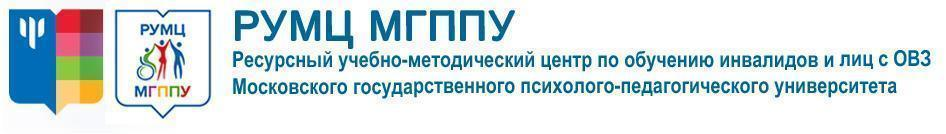 РУМЦ
МГППУ
РУМЦ МГППУ
Ресурсный учебно-методический центр по обучению инвалидов и лиц с ОВЗ
Московского государственного психолого-педагогического университета